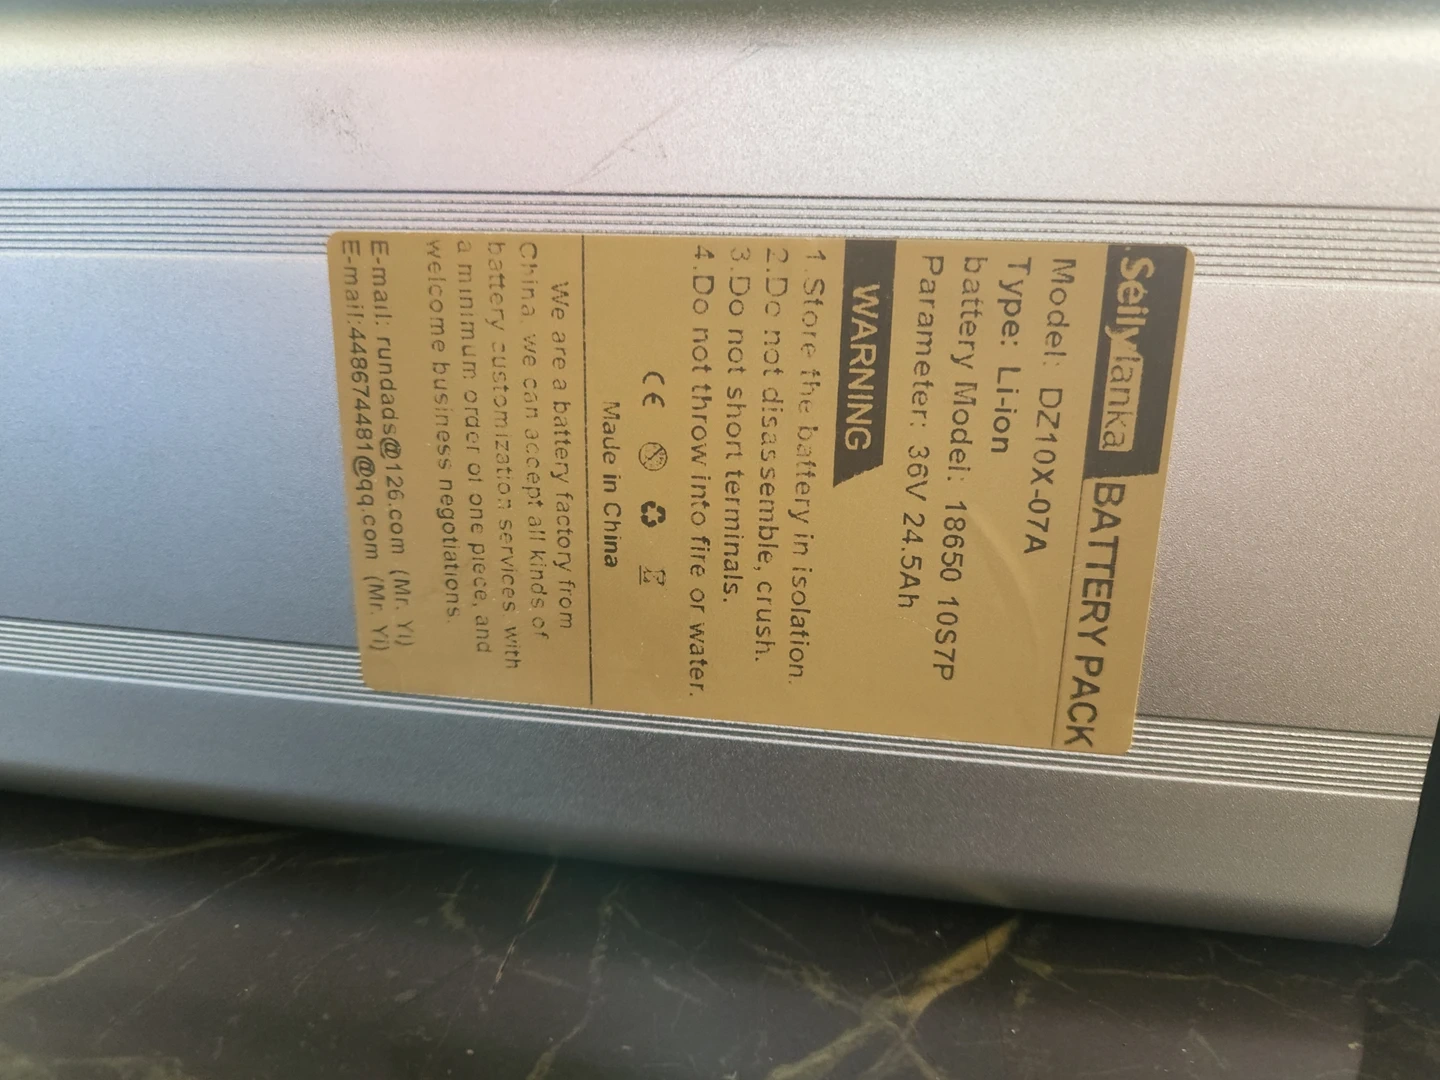 Seilylanka BATTERY PACK
Model: DZ10X-07A
Type: Li-ion
battery Model: 18650 10S7P
Parameter: 36V 24.5Ah
WARNING
1.Store the battery in isolation.
2.Do not disassemble, crush.
3.Do not short terminals.
4.Do not throw into fire or water.
CE
Made in China
We are a battery factory from
China, we can accept all kinds of
battery customization services with
a minimum order of one piece, and
welcome business negotiations.
E-mail: rundads@126.com (Mr. Yi)
E-mail:448674481@qq.com (Mr. Yi)